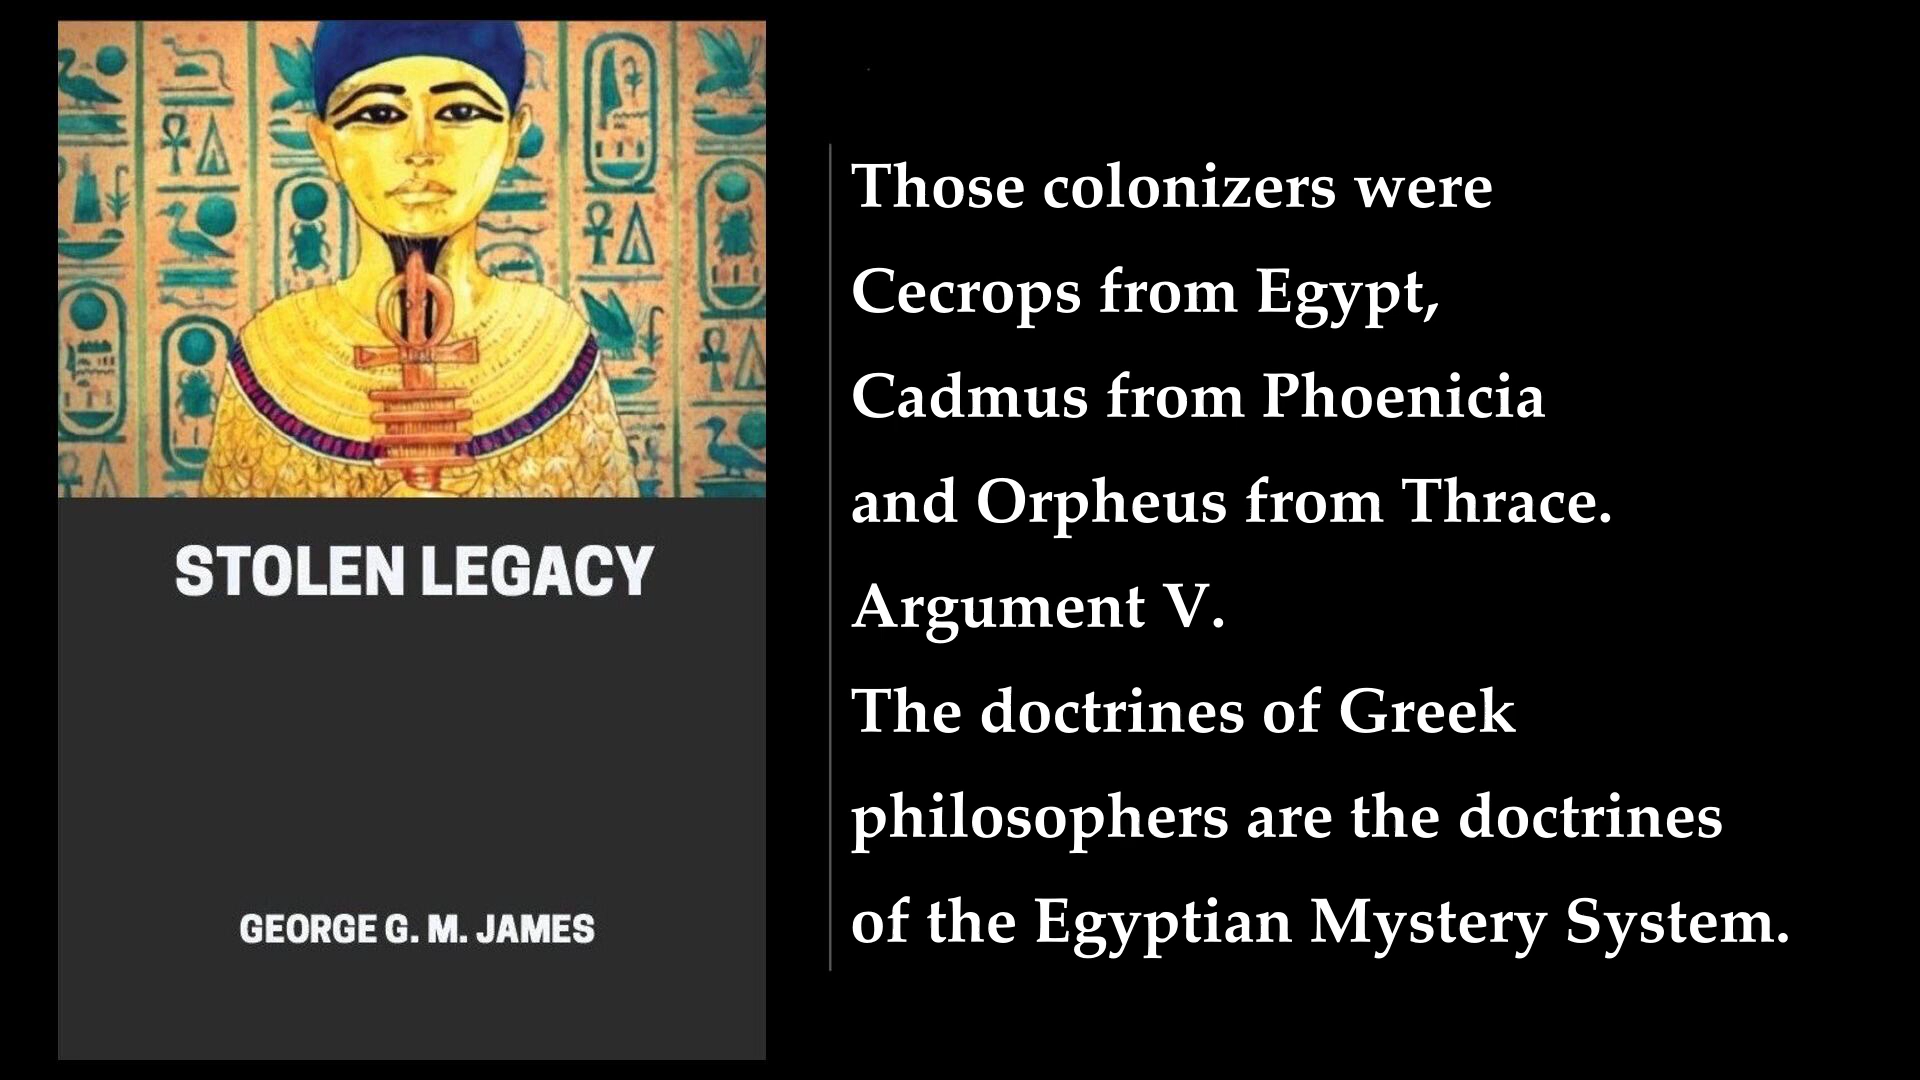 STOLEN LEGACY
GEORGE G. M. JAMES
Those colonizers were
Cecrops from Egypt,
Cadmus from Phoenicia
and Orpheus from Thrace.
Argument V.
The doctrines of Greek
philosophers are the doctrines
of the Egyptian Mystery System.